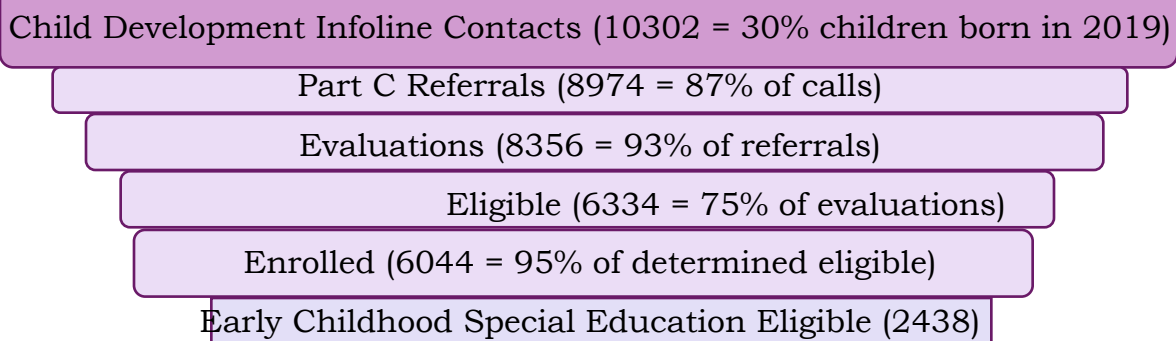 Child Development Infoline Contacts (10302 = 30% children born in 2019)
Part C Referrals (8974 = 87% of calls)
Evaluations (8356 = 93% of referrals)
Eligible (6334 = 75% of evaluations)
Enrolled (6044 = 95% of determined eligible)
Early Childhood Special Education Eligible (2438)